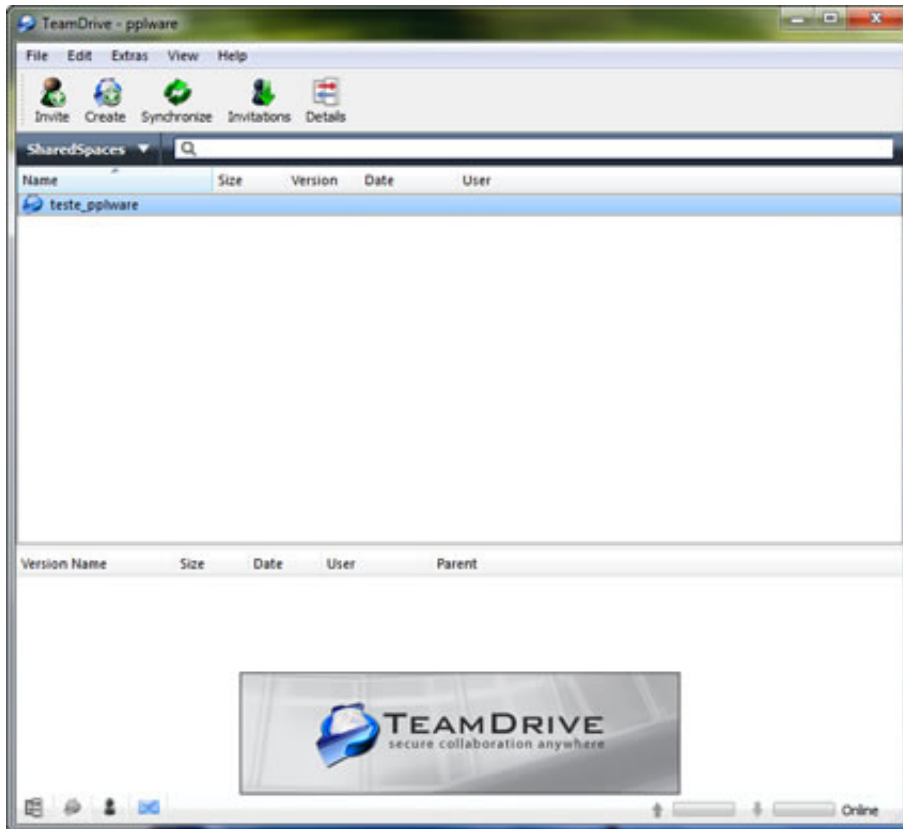 TeamDrive - pplware
File Edit Extras View Help
Invite Create Synchronize Invitations Details
SharedSpaces
Name Size Version Date User
teste_pplware
Version Name Size Date User Parent
TEAMDRIVE
secure collaboration anywhere
Online